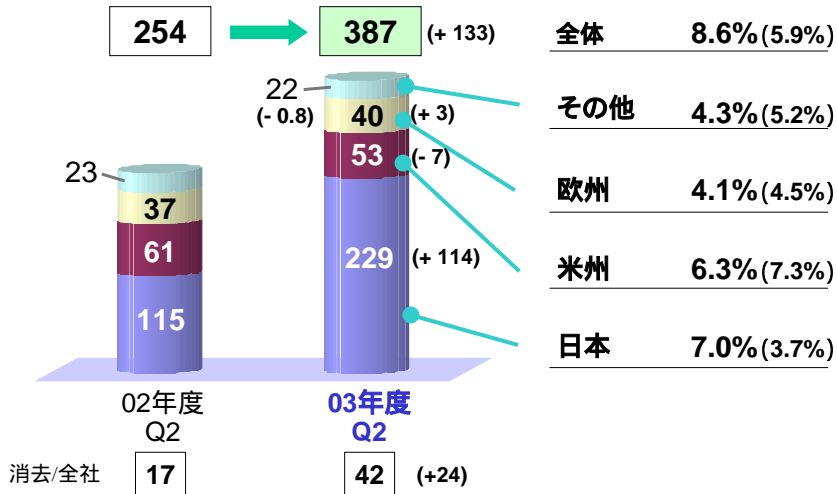 254
387 (+ 133)
全体 8.6%(5.9%)
22
(- 0.8)
40 (+ 3)
その他 4.3%(5.2%)
53 (- 7)
23
37
欧州 4.1%(4.5%)
61
229 (+ 114)
米州 6.3%(7.3%)
115
日本 7.0%(3.7%)
02年度
Q2
03年度
Q2
消去/全社 17 42 (+24)